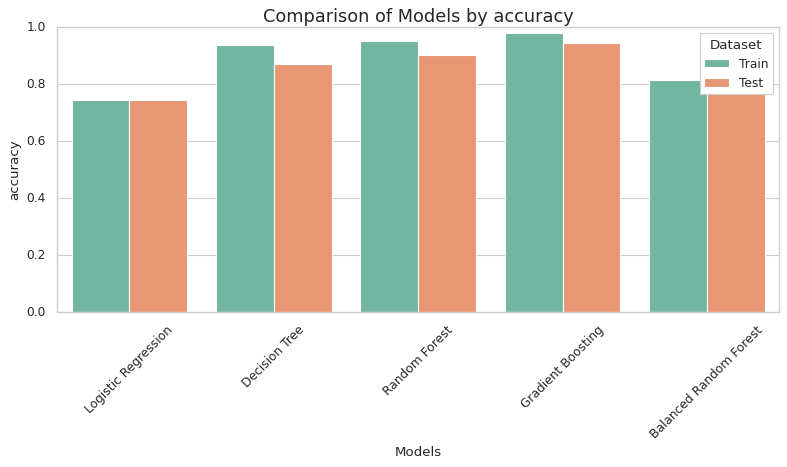 Comparison of Models by accuracy
1.0
0.8
0.6
0.4
0.2
0.0
accuracy
Dataset
Train
Test
Logistic Regression
Decision Tree
Random Forest
Gradient Boosting
Balanced Random Forest
Models